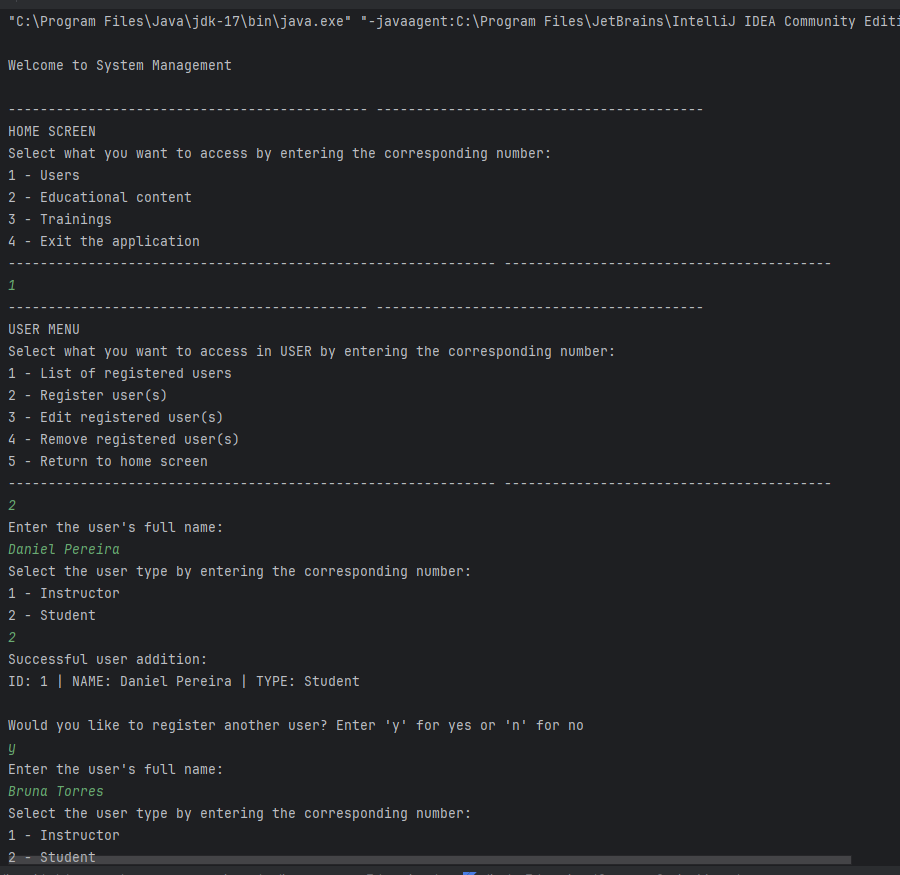 "C:\Program Files\Java\jdk-17\bin\java.exe" "-javaagent:C:\Program Files\JetBrains\IntelliJ IDEA Community Editi
Welcome to System Management
--------------------------------------------- -----------------------------------------
HOME SCREEN
Select what you want to access by entering the corresponding number:
1 - Users
2 - Educational content
3 - Trainings
4 - Exit the application
------------------------------------------------------------- -----------------------------------------
1
--------------------------------------------- -----------------------------------------
USER MENU
Select what you want to access in USER by entering the corresponding number:
1 - List of registered users
2 - Register user(s)
3 - Edit registered user(s)
4 - Remove registered user(s)
5 - Return to home screen
------------------------------------------------------------- -----------------------------------------
2
Enter the user's full name:
Daniel Pereira
Select the user type by entering the corresponding number:
1 - Instructor
2 - Student
2
Successful user addition:
ID: 1 | NAME: Daniel Pereira | TYPE: Student
Would you like to register another user? Enter 'y' for yes or 'n' for no
y
Enter the user's full name:
Bruna Torres
Select the user type by entering the corresponding number:
1 - Instructor
2 - Student